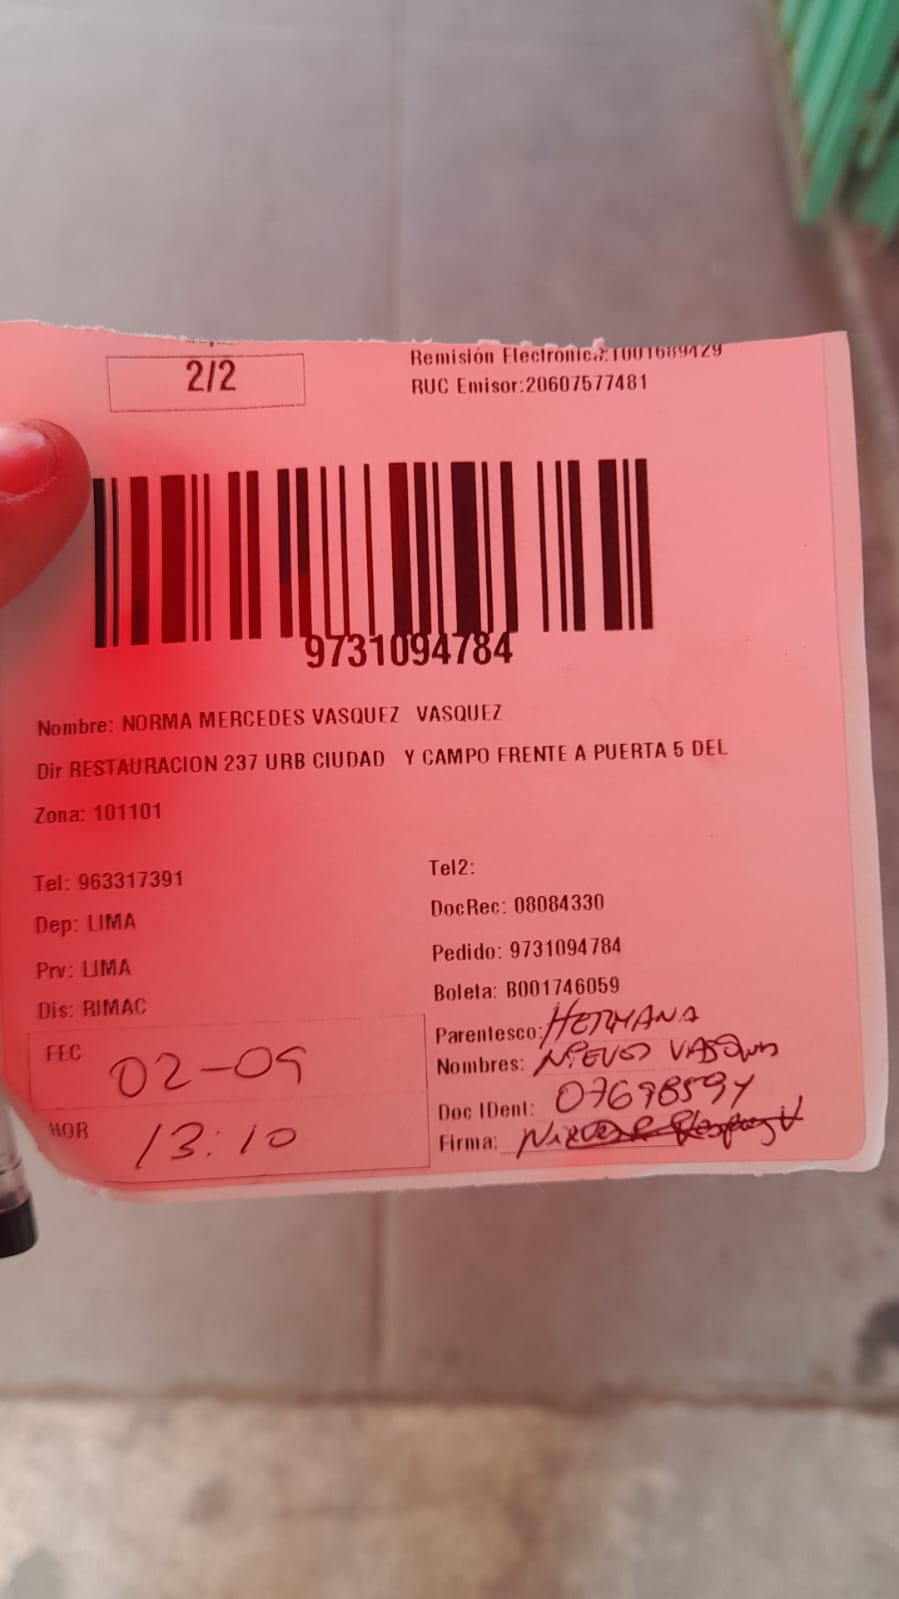 2/2
Remisión Electronica:T001689429
RUC Emisor:20607577481
9731094784
Nombre: NORMA MERCEDES VASQUEZ VASQUEZ
Dir RESTAURACION 237 URB CIUDAD Y CAMPO FRENTE A PUERTA 5 DEL
Zona: 101101
Tel: 963317391
Tel2:
Dep: LIMA
DocRec: 08084330
Prv: LIMA
Pedido: 9731094784
Dis: RIMAC
Boleta: B001746059
Parentesco: HERMANA
FEC 02-09
Nombres:
Doc IDent:
HOR 13:10
Firma: